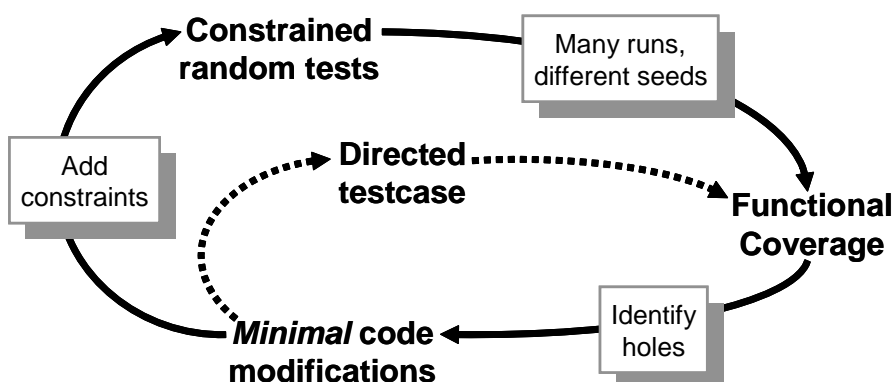 Constrained
random tests
Many runs,
different seeds
Add
constraints
Directed
testcase
Functional
Coverage
Identify
holes
Minimal code
modifications